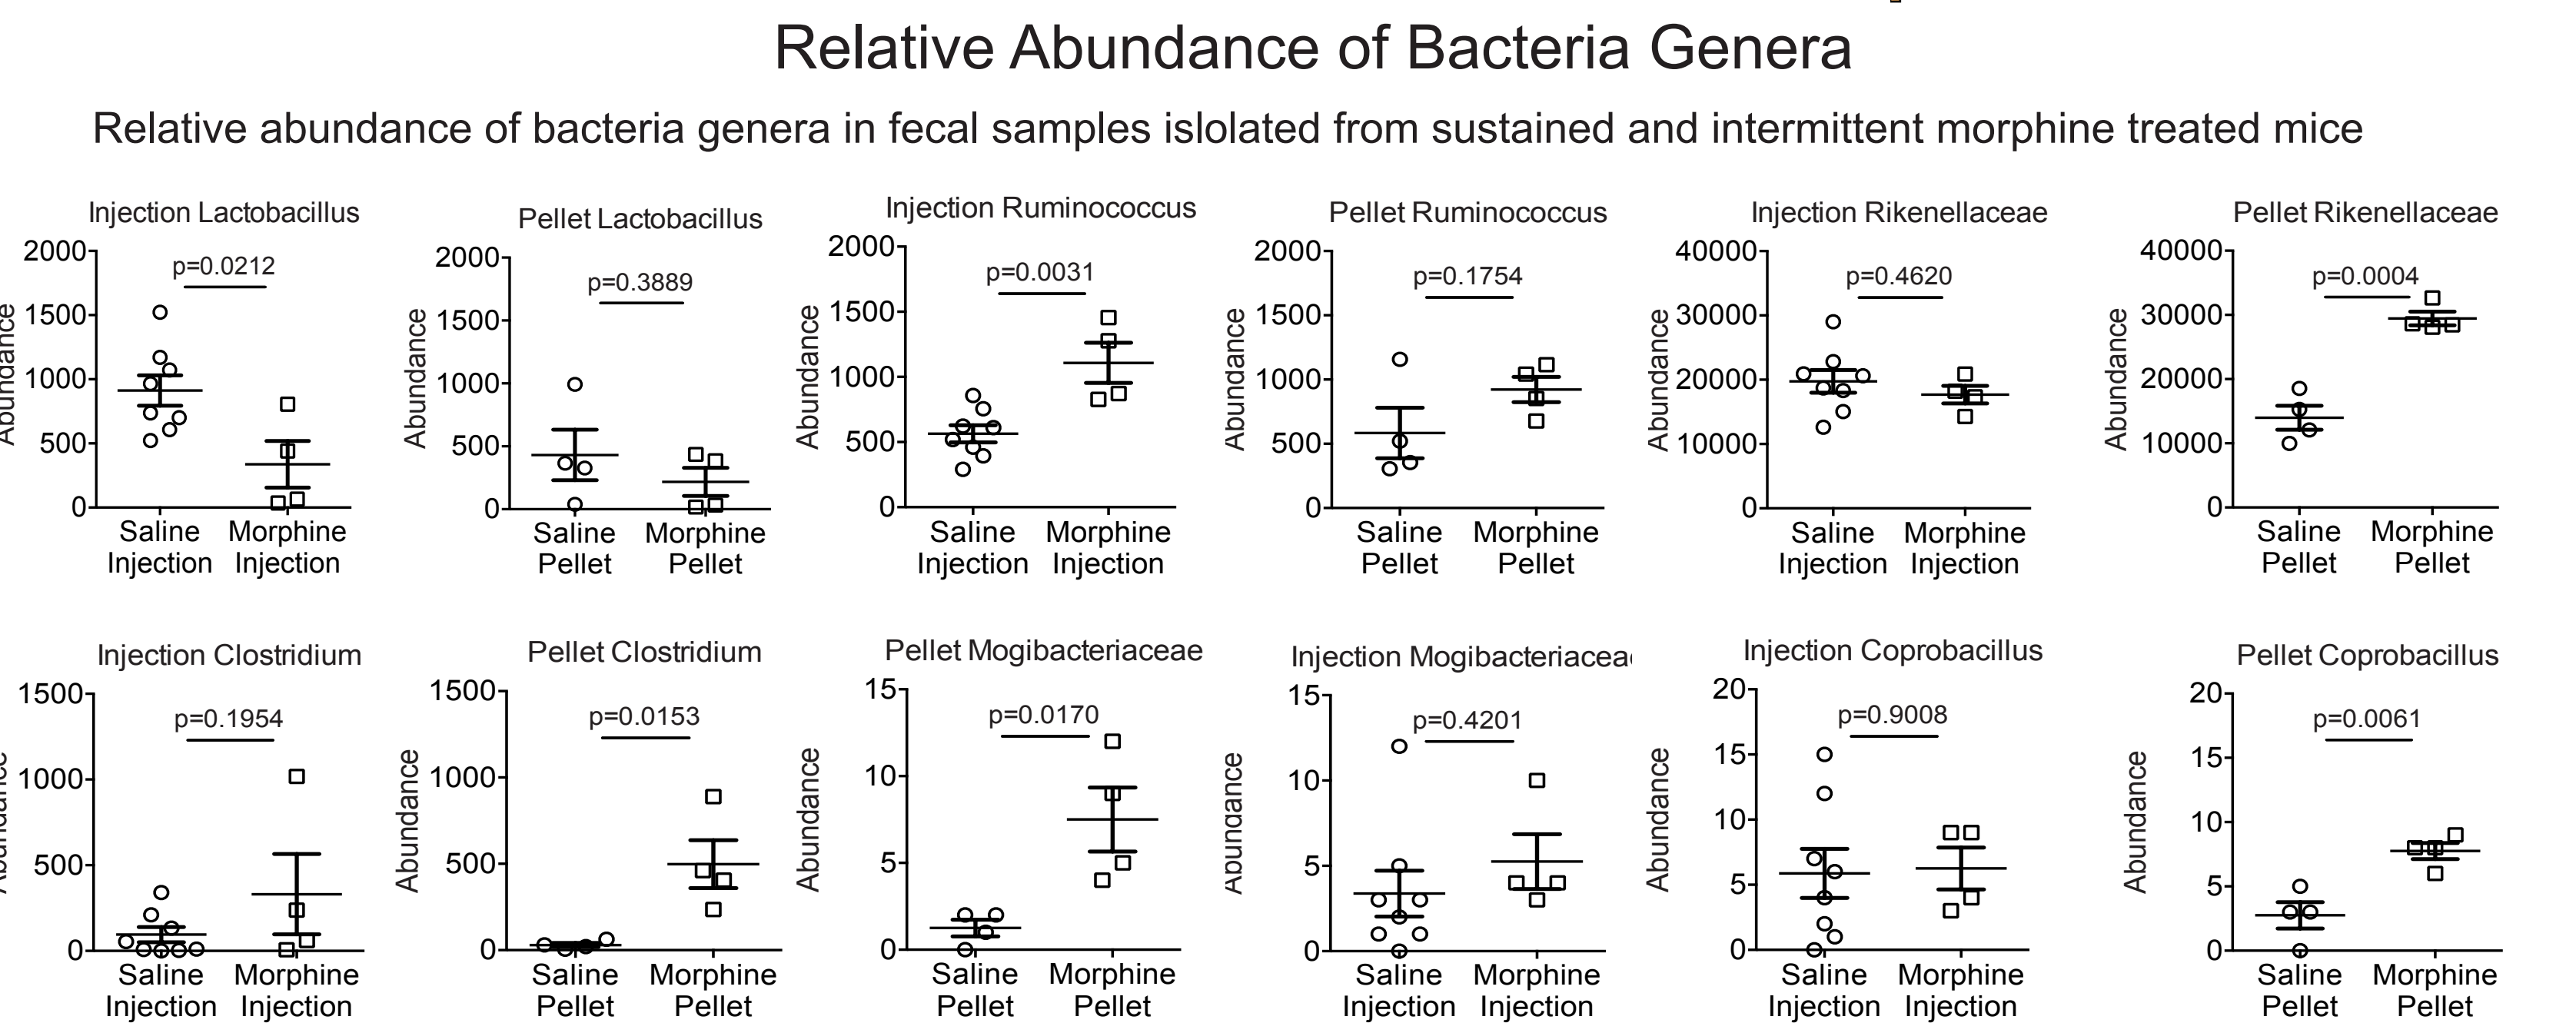 Relative Abundance of Bacteria Genera
Relative abundance of bacteria genera in fecal samples islolated from sustained and intermittent morphine treated mice
Injection Lactobacillus
2000
1500
1000
500
0
Abundance
p=0.0212
Saline Injection
Morphine Injection
Pellet Lactobacillus
2000
1500
1000
500
0
Abundance
p=0.3889
Saline Pellet
Morphine Pellet
Injection Ruminococcus
2000
1500
1000
500
0
Abundance
p=0.0031
Saline Injection
Morphine Injection
Pellet Ruminococcus
2000
1500
1000
500
0
Abundance
p=0.1754
Saline Pellet
Morphine Pellet
Injection Rikenellaceae
40000
30000
20000
10000
0
Abundance
p=0.4620
Saline Injection
Morphine Injection
Pellet Rikenellaceae
40000
30000
20000
10000
0
Abundance
p=0.0004
Saline Pellet
Morphine Pellet
Injection Clostridium
1500
1000
500
0
Abundance
p=0.1954
Saline Injection
Morphine Injection
Pellet Clostridium
1500
1000
500
0
Abundance
p=0.0153
Saline Pellet
Morphine Pellet
Pellet Mogibacteriaceae
15
10
5
0
Abundance
p=0.0170
Saline Pellet
Morphine Pellet
Injection Mogibacteriaceae
15
10
5
0
Abundance
p=0.4201
Saline Injection
Morphine Injection
Injection Coprobacillus
20
15
10
5
0
Abundance
p=0.9008
Saline Injection
Morphine Injection
Pellet Coprobacillus
20
15
10
5
0
Abundance
p=0.0061
Saline Pellet
Morphine Pellet